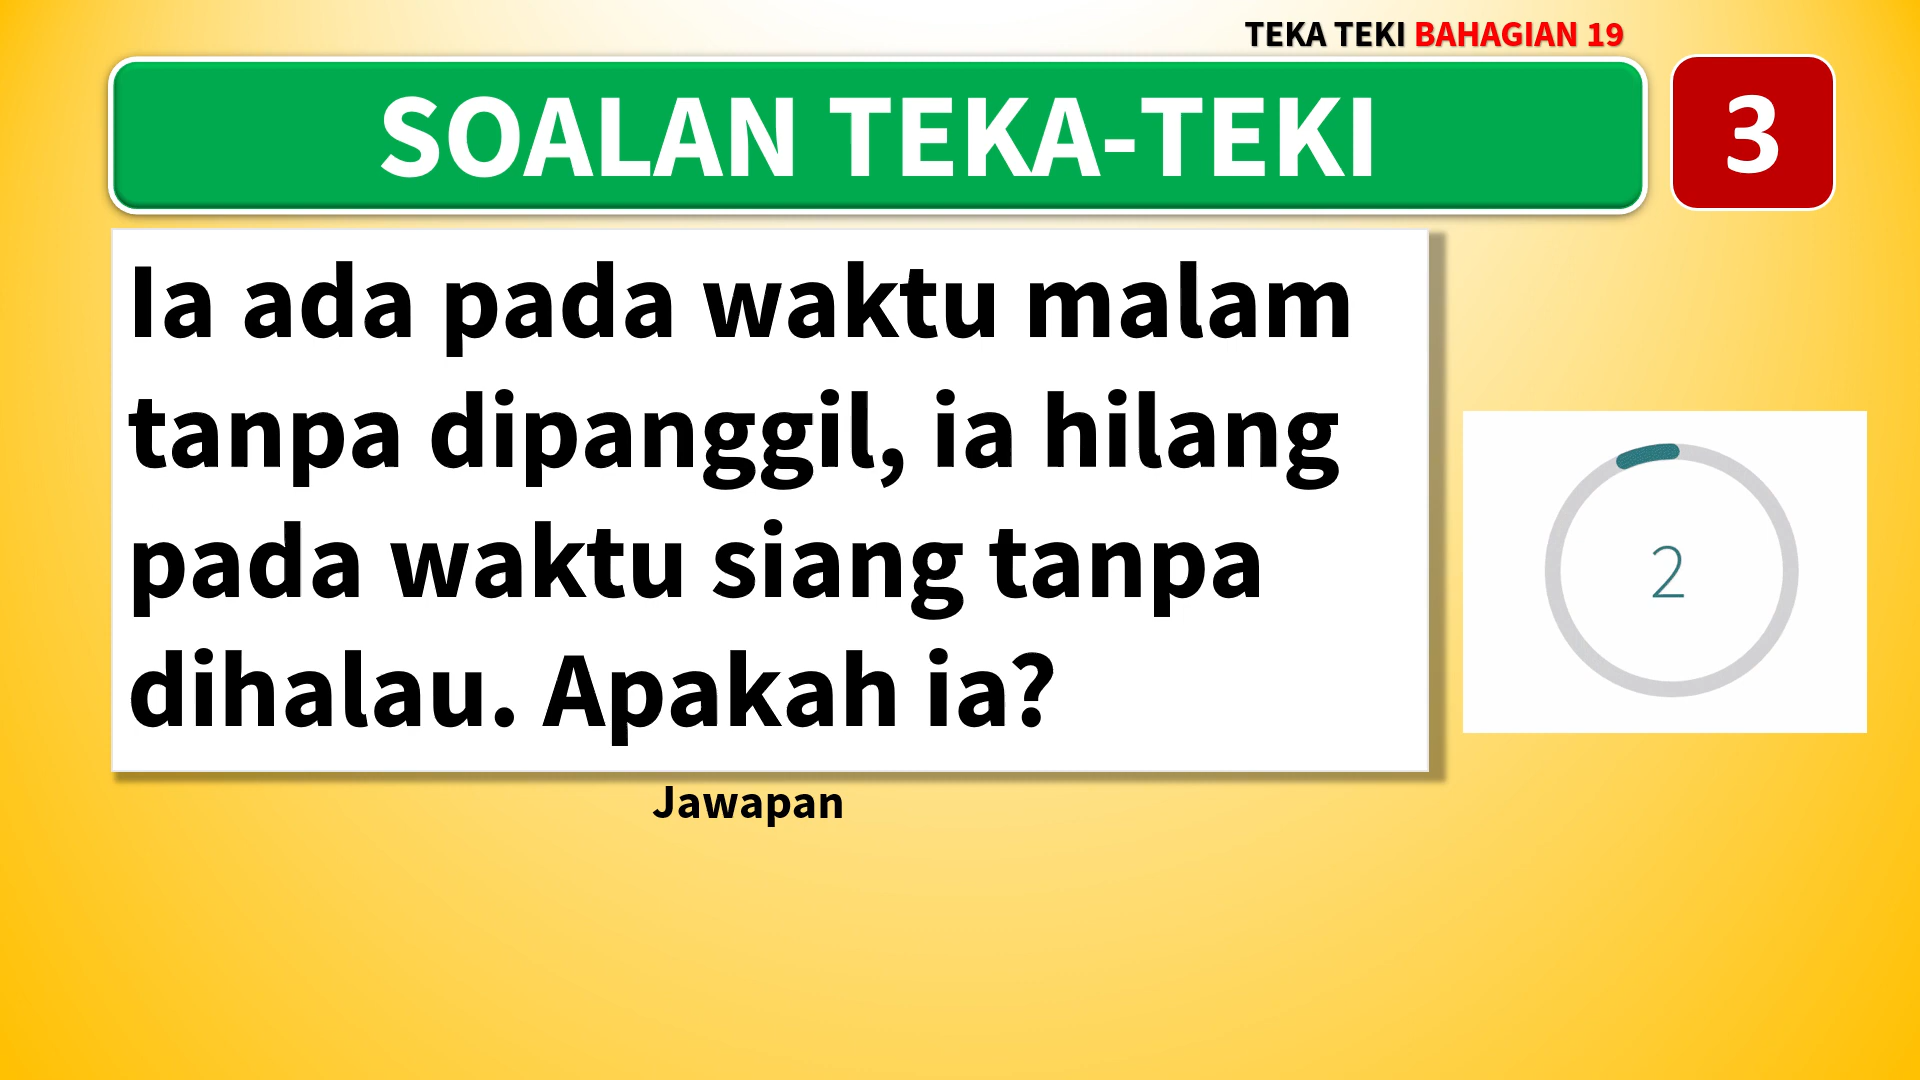 TEKA TEKI BAHAGIAN 19
SOALAN TEKA-TEKI
3
Ia ada pada waktu malam
tanpa dipanggil, ia hilang
pada waktu siang tanpa
dihalau. Apakah ia?
2
Jawapan